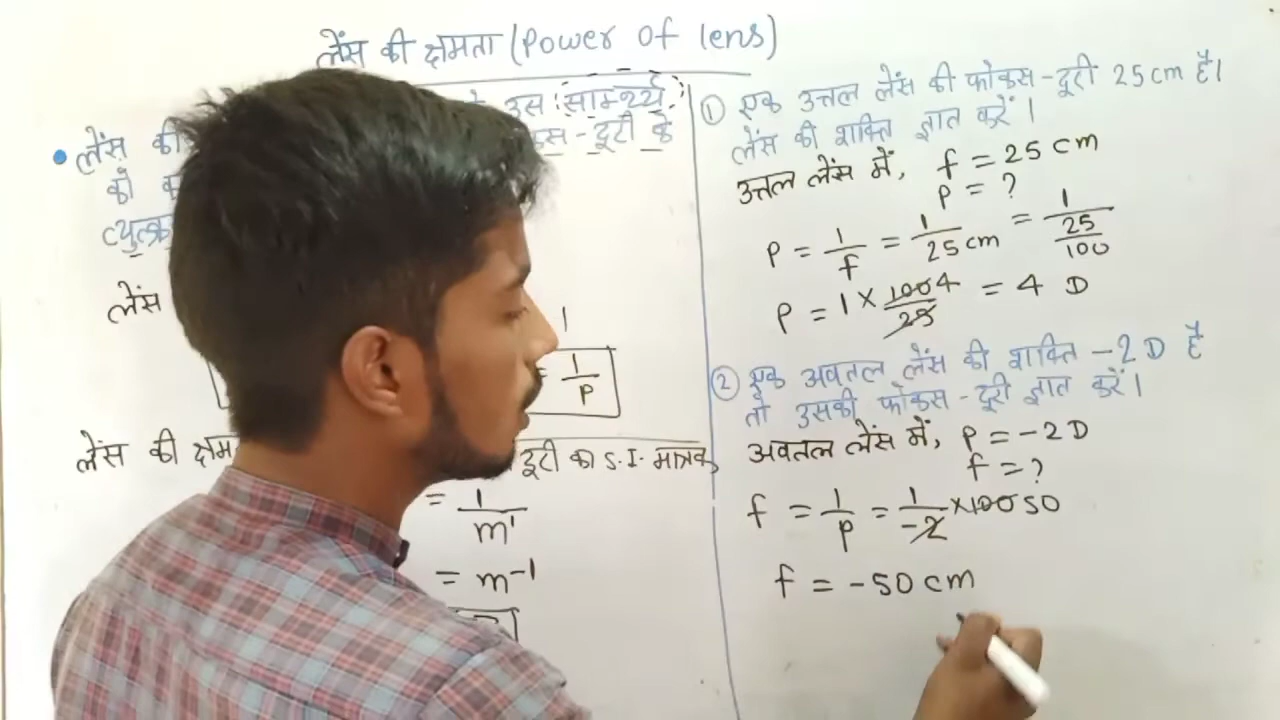 लेंस की क्षमता (Power of lens)
लेंस की उस सामर्थ्य
को दूरी के
लेंस
1
1/P
लेंस की दूरी का S.I. मात्रक
= 1/m¹
= m⁻¹
① एक उत्तल लेंस की फोकस-दूरी 25 cm है।
लेंस की शक्ति ज्ञात करें।
उत्तल लेंस में, f = 25 cm
P = ?
P = 1/f = 1/25 cm = 1/(25/100)
P = 1 × 100 4/25 = 4 D
② एक अवतल लेंस की शक्ति -2 D है
तो उसकी फोकस-दूरी ज्ञात करें।
अवतल लेंस में, P = -2 D
f = ?
f = 1/P = 1/-2 × 100 50
f = -50 cm